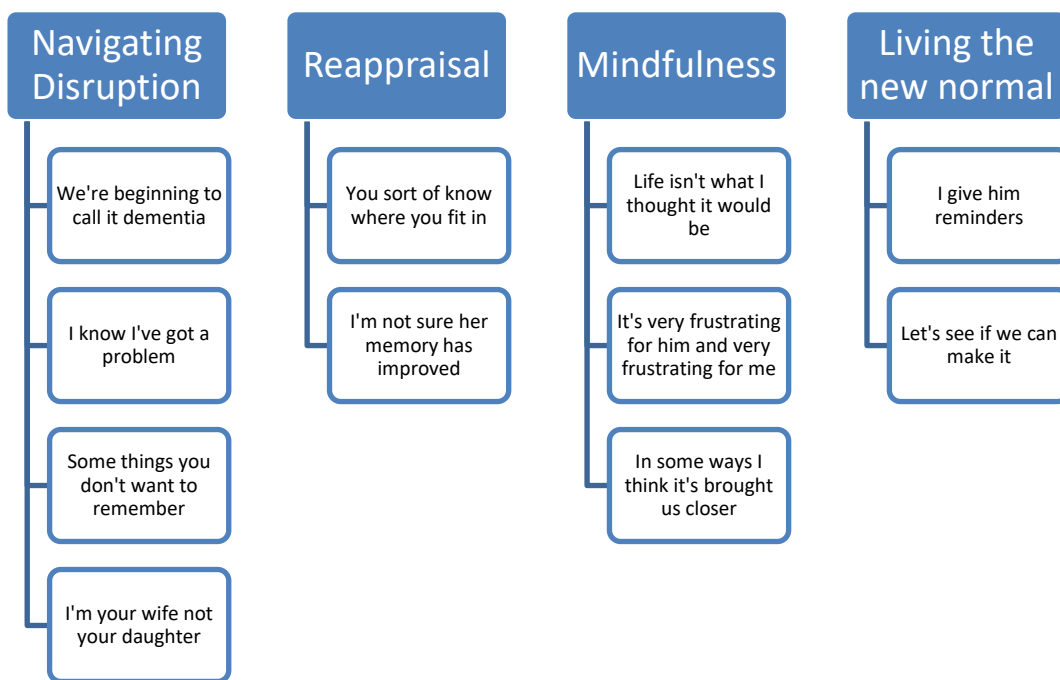 Navigating
Disruption
We're beginning to
call it dementia
I know I've got a
problem
Some things you
don't want to
remember
I'm your wife not
your daughter
Reappraisal
You sort of know
where you fit in
I'm not sure her
memory has
improved
Mindfulness
Life isn't what I
thought it would
be
It's very frustrating
for him and very
frustrating for me
In some ways I
think it's brought
us closer
Living the
new normal
I give him
reminders
Let's see if we can
make it